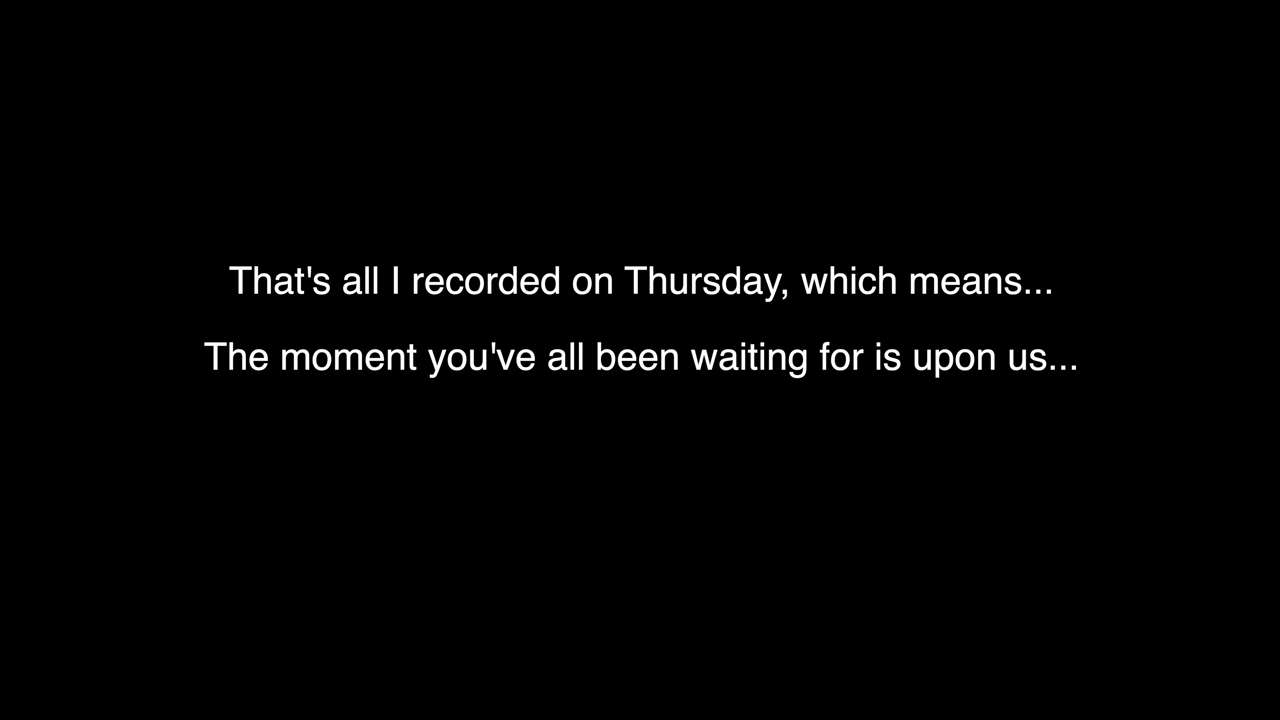 That's all I recorded on Thursday, which means...
The moment you've all been waiting for is upon us...